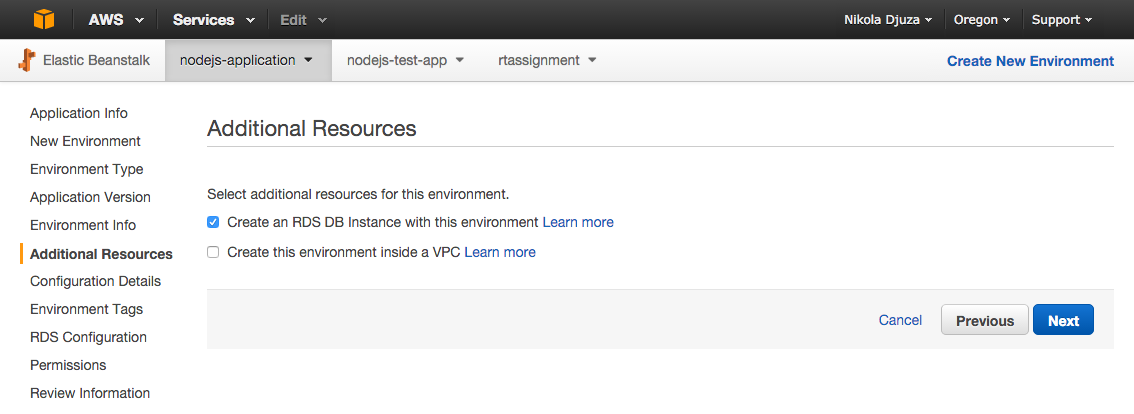 AWS Services Edit Nikola Djuza Oregon Support
Elastic Beanstalk nodejs-application nodejs-test-app rtassignment Create New Environment
Application Info
New Environment
Environment Type
Application Version
Environment Info
Additional Resources
Configuration Details
Environment Tags
RDS Configuration
Permissions
Review Information
Additional Resources
Select additional resources for this environment.
Create an RDS DB Instance with this environment Learn more
Create this environment inside a VPC Learn more
Cancel Previous Next